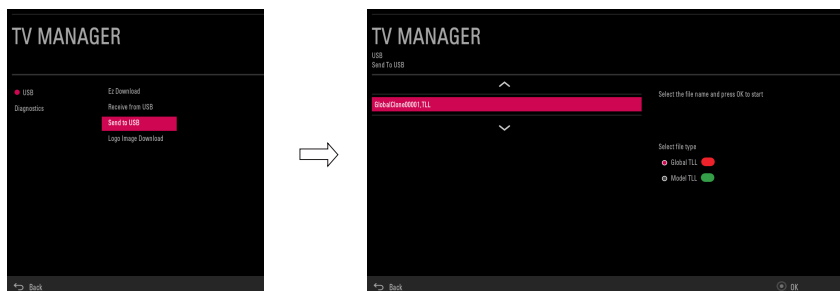 TV MANAGER
USB
Diagnostics
Ez Download
Receive from USB
Send to USB
Logo Image Download
Back
TV MANAGER
USB
Send To USB
GlobalClone00001.TLL
Select the file name and press OK to start
Select file type
Global TLL
Model TLL
Back
OK